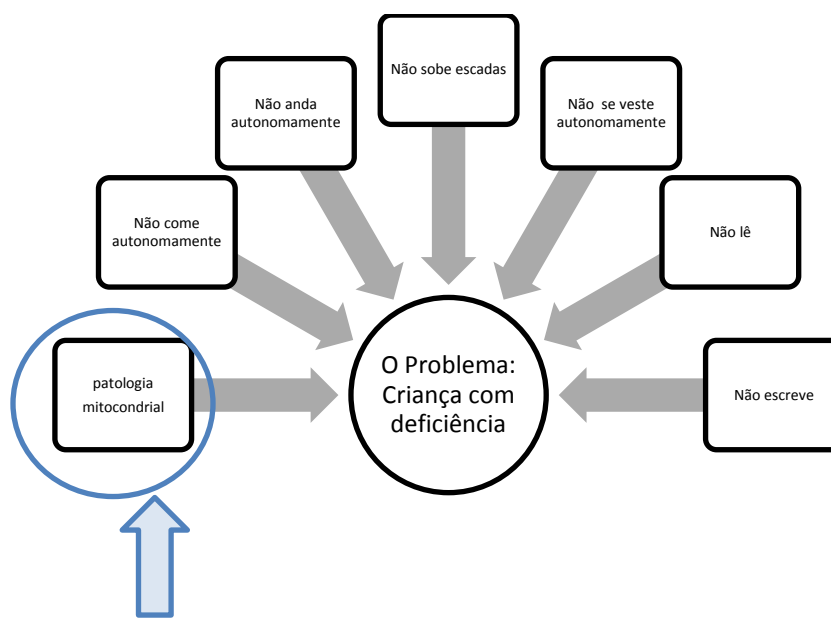 Não sobe escadas
Não anda
autonomamente
Não se veste
autonomamente
Não come
autonomamente
Não lê
patologia
mitocondrial
O Problema:
Criança com
deficiência
Não escreve